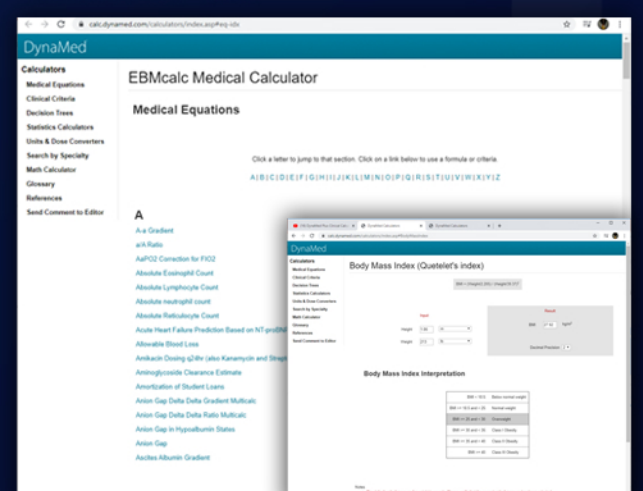 calc.dynamed.com/calculators/index.asp#eq-idx
DynaMed
Calculators
Medical Equations
Clinical Criteria
Decision Trees
Statistics Calculators
Units & Dose Converters
Search by Specialty
Math Calculator
Glossary
References
Send Comment to Editor
EBMcalc Medical Calculator
Medical Equations
Click a letter to jump to that section. Click on a link below to use a formula or criteria.
A|B|C|D|E|F|G|H|I|J|K|L|M|N|O|P|Q|R|S|T|U|V|W|X|Y|Z
A
A-a Gradient
a/A Ratio
AaPO2 Correction for FIO2
Absolute Eosinophil Count
Absolute Lymphocyte Count
Absolute neutrophil count
Absolute Reticulocyte Count
Acute Heart Failure Prediction Based on NT-proBN
Allowable Blood Loss
Amikacin Dosing q24hr (also Kanamycin and Strept
Aminoglycoside Clearance Estimate
Amortization of Student Loans
Anion Gap Delta Delta Gradient Multicalc
Anion Gap Delta Delta Ratio Multicalc
Anion Gap in Hypoalbumin States
Anion Gap
Ascites Albumin Gradient
DynaMed
Calculators
Medical Equations
Clinical Criteria
Decision Trees
Statistics Calculators
Units & Dose Converters
Search by Specialty
Math Calculator
Glossary
References
Send Comment to Editor
Body Mass Index (Quetelet's index)
Input
Height
Weight
Result
BMI
kg/m²
Decimal Precision
Body Mass Index Interpretation
Below normal weight
Normal weight
Overweight
Class I Obesity
Class II Obesity
Class III Obesity
Notes